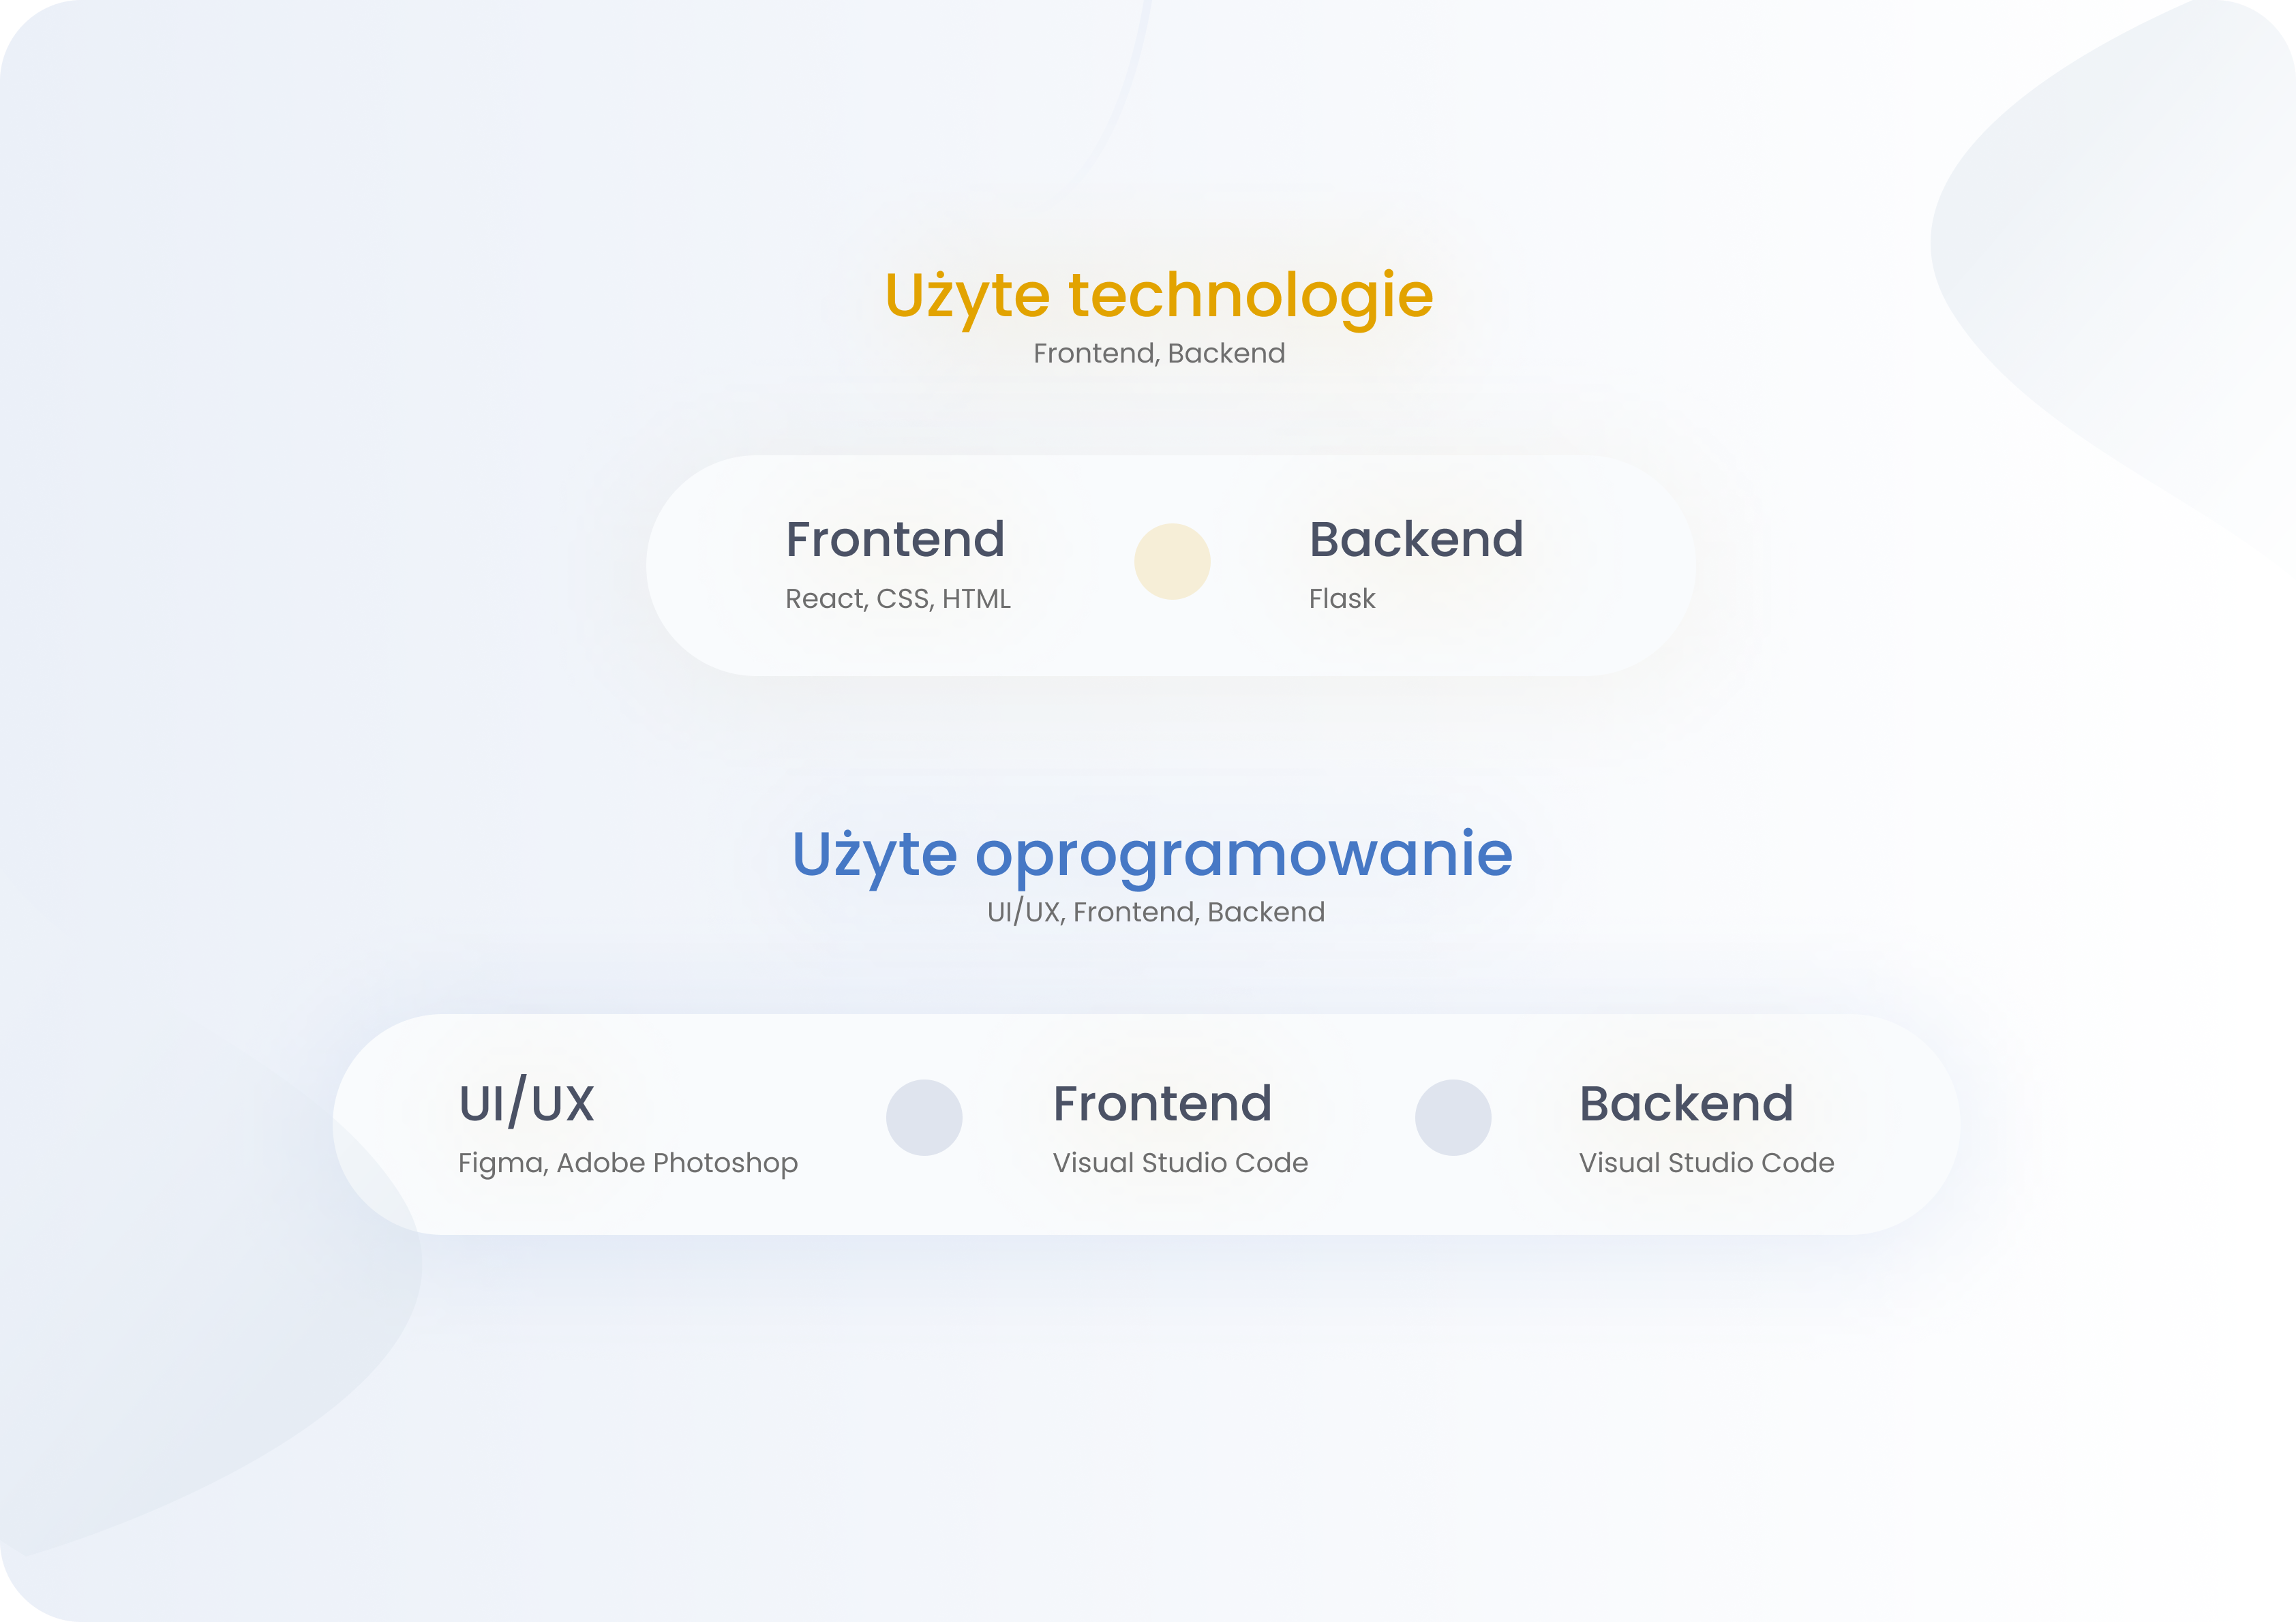 Użyte technologie
Frontend, Backend
Frontend
React, CSS, HTML
Backend
Flask
Użyte oprogramowanie
UI/UX, Frontend, Backend
UI/UX
Figma, Adobe Photoshop
Frontend
Visual Studio Code
Backend
Visual Studio Code